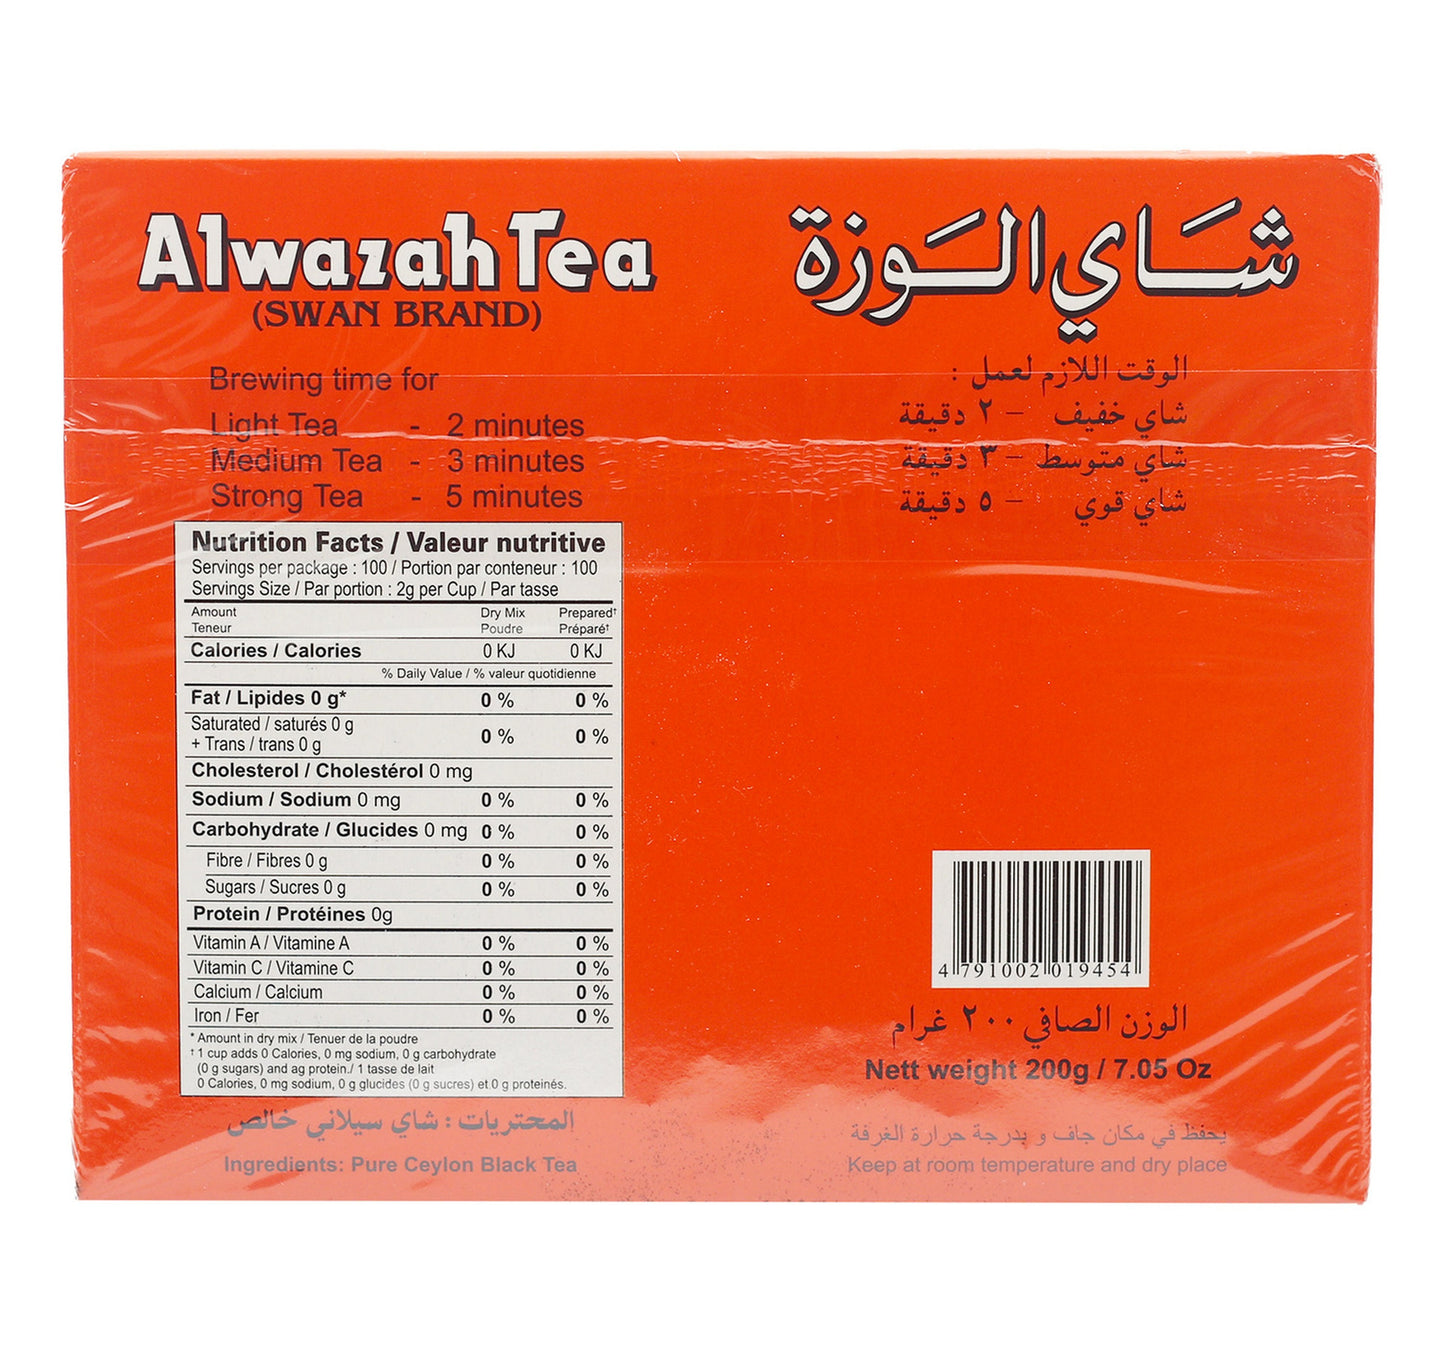 Alwazah Tea
(SWAN BRAND)
Brewing time for
Light Tea - 2 minutes
Medium Tea - 3 minutes
Strong Tea - 5 minutes
Nutrition Facts / Valeur nutritive
Servings per package : 100 / Portion par conteneur : 100
Servings Size / Par portion : 2g per Cup / Par tasse
Amount Dry Mix Prepared†
Teneur Poudre Préparé†
Calories / Calories 0 KJ 0 KJ
% Daily Value / % valeur quotidienne
Fat / Lipides 0 g* 0 % 0 %
Saturated / saturés 0 g
+ Trans / trans 0 g 0 % 0 %
Cholesterol / Cholestérol 0 mg
Sodium / Sodium 0 mg 0 % 0 %
Carbohydrate / Glucides 0 mg 0 % 0 %
Fibre / Fibres 0 g 0 % 0 %
Sugars / Sucres 0 g 0 % 0 %
Protein / Protéines 0g
Vitamin A / Vitamine A 0 % 0 %
Vitamin C / Vitamine C 0 % 0 %
Calcium / Calcium 0 % 0 %
Iron / Fer 0 % 0 %
* Amount in dry mix / Tenuer de la poudre
† 1 cup adds 0 Calories, 0 mg sodium, 0 g carbohydrate
(0 g sugars) and ag protein./ 1 tasse de lait
0 Calories, 0 mg sodium, 0 g glucides (0 g sucres) et.0 g proteinés.
المحتريات : شاي سيلاني خالص
Ingredients: Pure Ceylon Black Tea
شاي الوزة
الوقت اللازم لعمل :
شاي خفيف – ٢ دقيقة
شاي متوسط – ٣ دقيقة
شاي قوي – ٥ دقيقة
4 791002 019454
الوزن الصافي ٢٠٠ غرام
Nett weight 200g / 7.05 Oz
يحفظ في مكان جاف و بدرجة حرارة الغرفة
Keep at room temperature and dry place